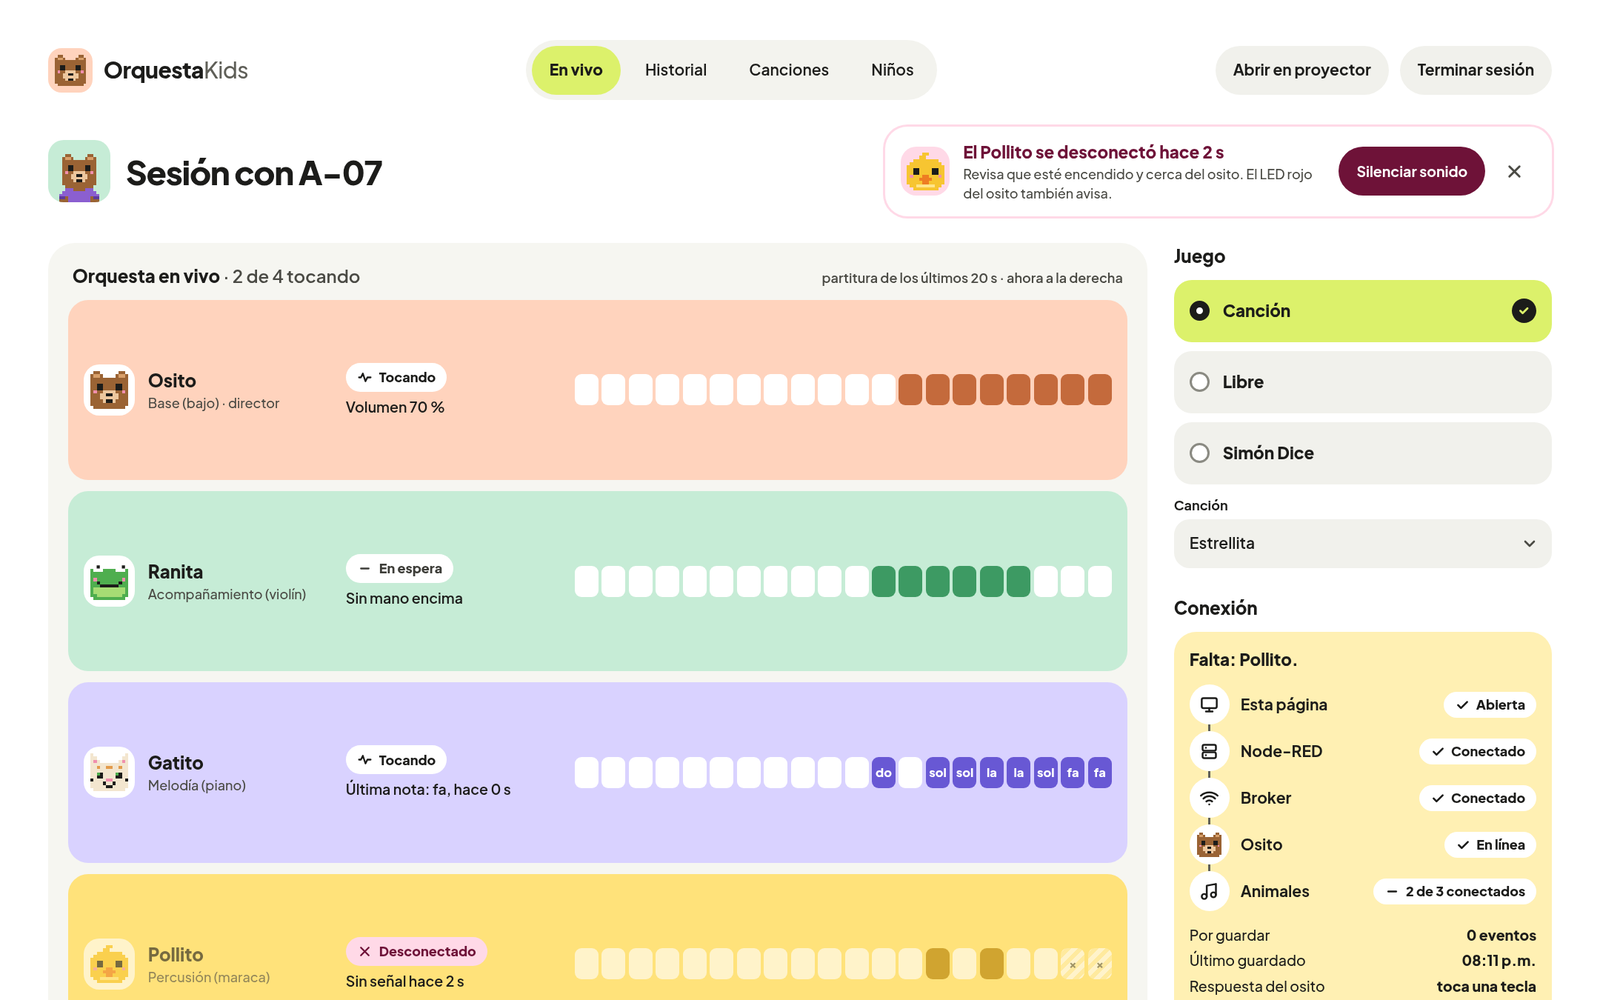 OrquestaKids
En vivo
Historial
Canciones
Niños
Abrir en proyector
Terminar sesión
Sesión con A-07
El Pollito se desconectó hace 2 s
Revisa que esté encendido y cerca del osito. El LED rojo
del osito también avisa.
Silenciar sonido
Orquesta en vivo · 2 de 4 tocando
partitura de los últimos 20 s · ahora a la derecha
Osito
Base (bajo) · director
Tocando
Volumen 70 %
Ranita
Acompañamiento (violín)
En espera
Sin mano encima
Gatito
Melodía (piano)
Tocando
Última nota: fa, hace 0 s
do sol sol la la sol fa fa
Pollito
Percusión (maraca)
Desconectado
Sin señal hace 2 s
Juego
Canción
Libre
Simón Dice
Canción
Estrellita
Conexión
Falta: Pollito.
Esta página
Abierta
Node-RED
Conectado
Broker
Conectado
Osito
En línea
Animales
2 de 3 conectados
Por guardar
0 eventos
Último guardado
08:11 p.m.
Respuesta del osito
toca una tecla